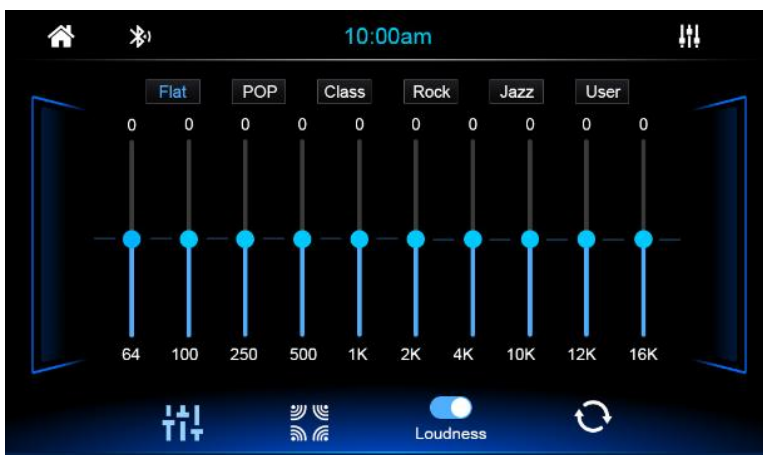 10:00am
Flat POP Class Rock Jazz User
0 0 0 0 0 0 0 0 0 0
64 100 250 500 1K 2K 4K 10K 12K 16K
Loudness